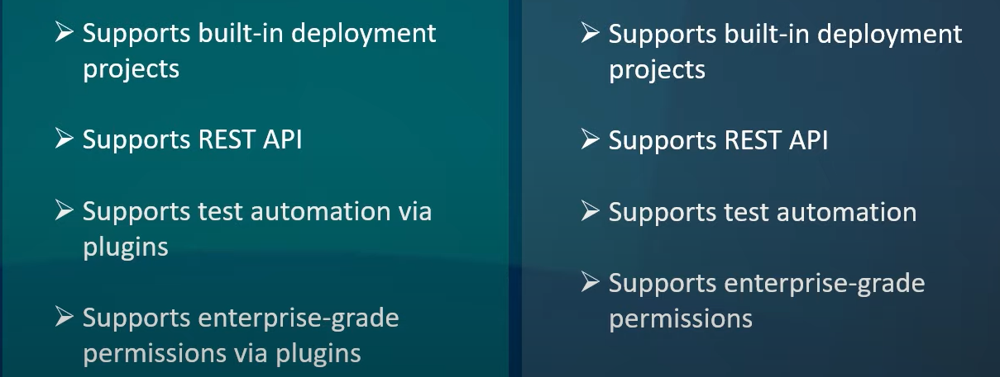 ➢ Supports built-in deployment
projects
➢ Supports REST API
➢ Supports test automation via
plugins
➢ Supports enterprise-grade
permissions via plugins
➢ Supports built-in deployment
projects
➢ Supports REST API
➢ Supports test automation
➢ Supports enterprise-grade
permissions